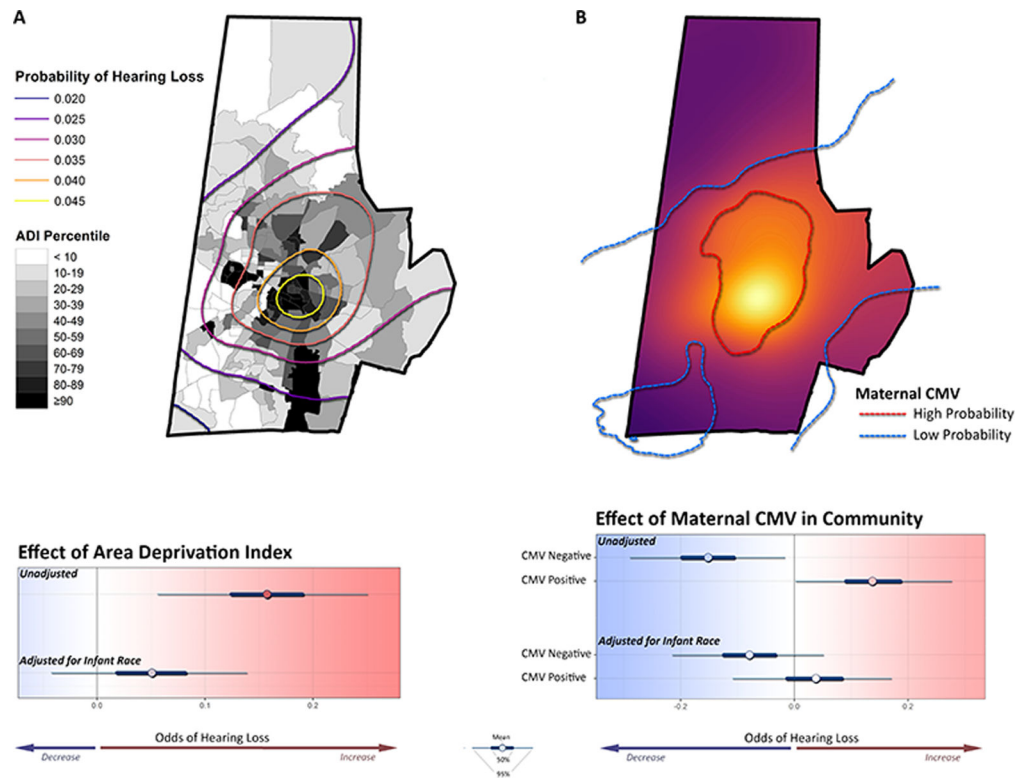 A
Probability of Hearing Loss
0.020
0.025
0.030
0.035
0.040
0.045
ADI Percentile
< 10
10-19
20-29
30-39
40-49
50-59
60-69
70-79
80-89
≥90
B
Maternal CMV
High Probability
Low Probability
Effect of Area Deprivation Index
Unadjusted
Adjusted for Infant Race
0.0 0.1 0.2
Odds of Hearing Loss
Decrease Increase
Mean
50%
95%
Effect of Maternal CMV in Community
Unadjusted
CMV Negative
CMV Positive
Adjusted for Infant Race
CMV Negative
CMV Positive
-0.2 0.0 0.2
Odds of Hearing Loss
Decrease Increase